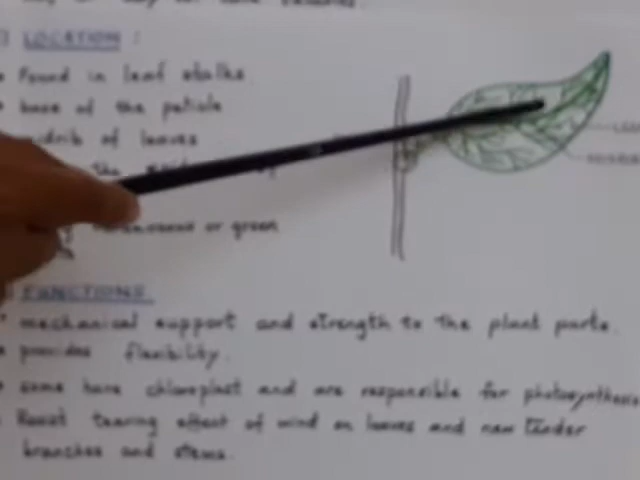 LOCATION :
• Found in leaf stalks
• base of the petiole
midrib of leaves
the
or green
FUNCTIONS
• mechanical support and strength to the plant parts.
• provides flexibility.
• some have chloroplast and are responsible for photosynthesis
• Resist tearing effect of wind on leaves and new tender
branches and stems.